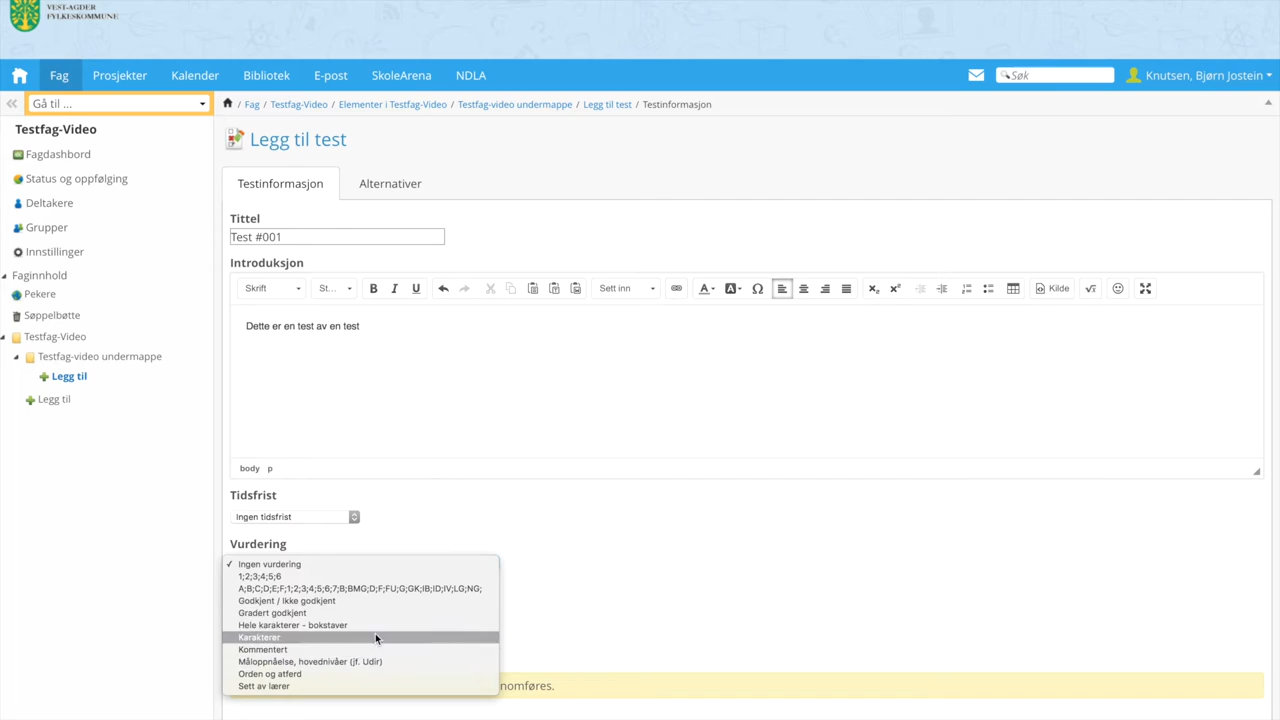 VEST-AGDER
FYLKESKOMMUNE
Fag Prosjekter Kalender Bibliotek E-post SkoleArena NDLA Søk Knutsen, Bjørn Jostein
Gå til ...
/ Fag / Testfag-Video / Elementer i Testfag-Video / Testfag-video undermappe / Legg til test / Testinformasjon
Testfag-Video
Fagdashbord
Status og oppfølging
Deltakere
Grupper
Innstillinger
Faginnhold
Pekere
Søppelbøtte
Testfag-Video
Testfag-video undermappe
Legg til
Legg til
Legg til test
Testinformasjon Alternativer
Tittel
Test #001
Introduksjon
Skrift St... B I U Sett inn A A Ω x₂ x² Kilde √x
Dette er en test av en test
body p
Tidsfrist
Ingen tidsfrist
Vurdering
✓ Ingen vurdering
1;2;3;4;5;6
A;B;C;D;E;F;1;2;3;4;5;6;7;B;BMG;D;F;FU;G;GK;IB;ID;IV;LG;NG;
Godkjent / Ikke godkjent
Gradert godkjent
Hele karakterer - bokstaver
Karakterer
Kommentert
Måloppnåelse, hovednivåer (jf. Udir)
Orden og atferd
Sett av lærer
nomføres.